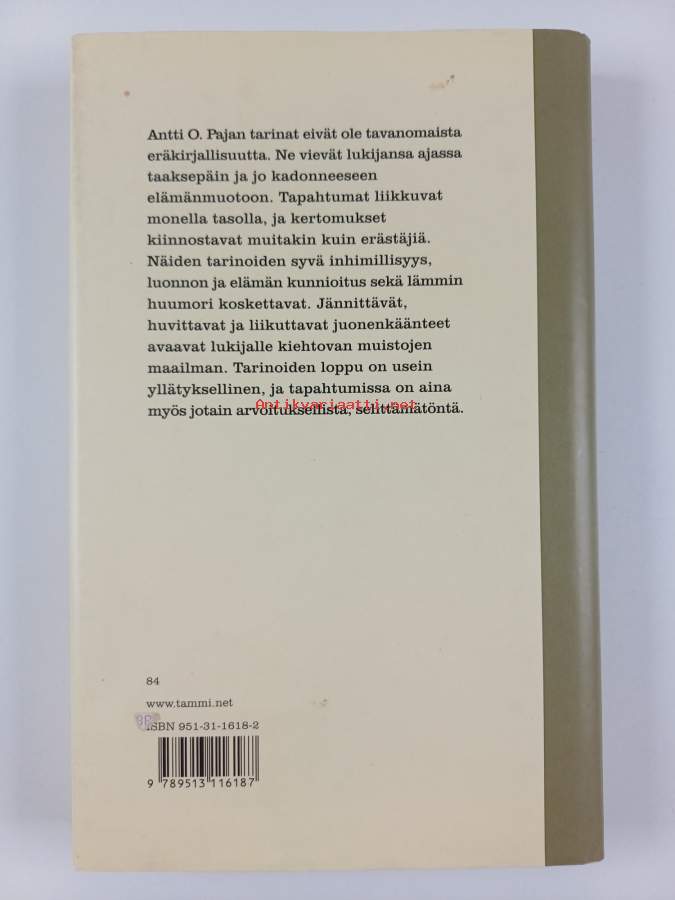 Antti O. Pajan tarinat eivät ole tavanomaista
eräkirjallisuutta. Ne vievät lukijansa ajassa
taaksepäin ja jo kadonneeseen
elämänmuotoon. Tapahtumat liikkuvat
monella tasolla, ja kertomukset
kiinnostavat muitakin kuin erästäjiä.
Näiden tarinoiden syvä inhimillisyys,
luonnon ja elämän kunnioitus sekä lämmin
huumori koskettavat. Jännittävät,
huvittavat ja liikuttavat juonenkäänteet
avaavat lukijalle kiehtovan muistojen
maailman. Tarinoiden loppu on usein
yllätyksellinen, ja tapahtumissa on aina
Antikvariaatti.net
myös jotain arvoituksellista, selittämätöntä.
84
www.tammi.net
ISBN 951-31-1618-2
9 789513 116187